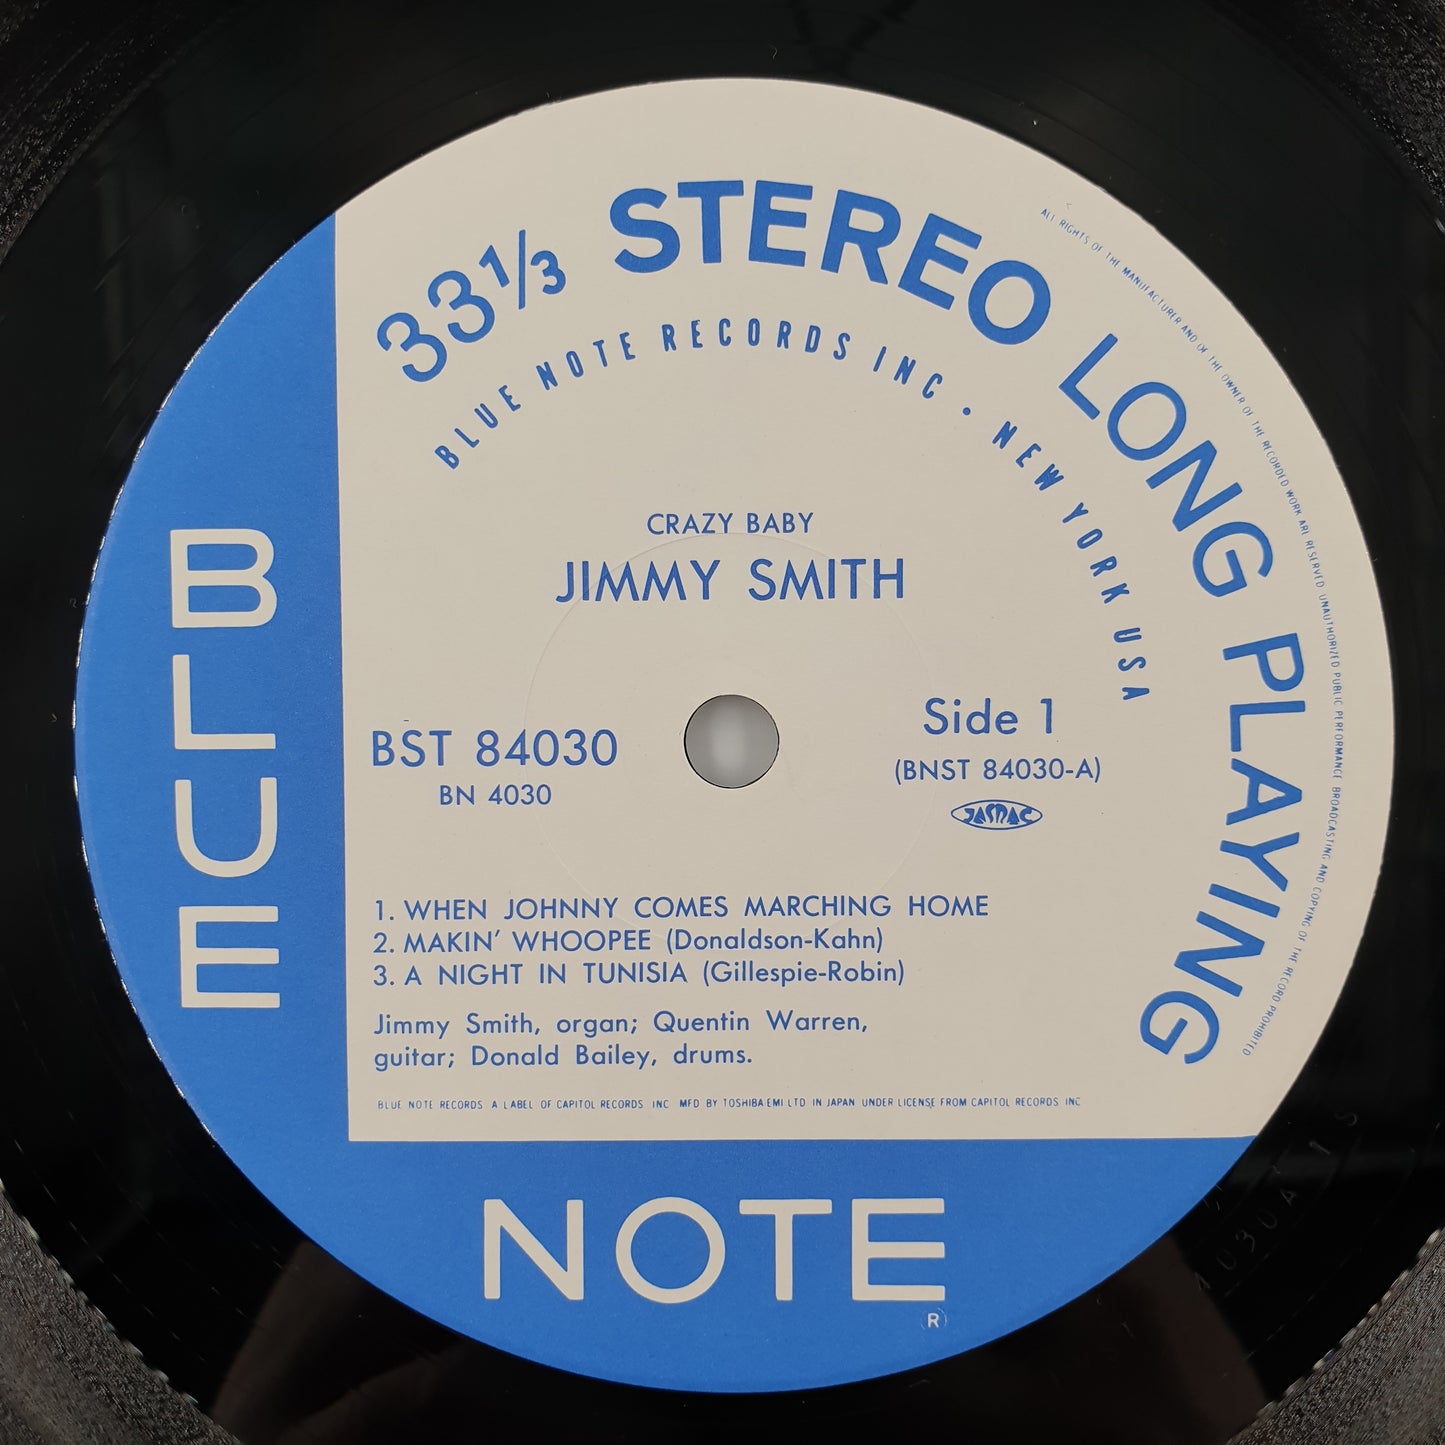 33⅓ STEREO LONG PLAYING
BLUE NOTE RECORDS INC • NEW YORK USA
ALL RIGHTS OF THE MANUFACTURER AND OF THE OWNER OF THE RECORDED WORK ARE RESERVED. UNAUTHORIZED PUBLIC PERFORMANCE BROADCASTING AND COPYING OF THE RECORD PROHIBITED
CRAZY BABY
JIMMY SMITH
BST 84030
BN 4030
Side 1
(BNST 84030-A)
JASRAC
1. WHEN JOHNNY COMES MARCHING HOME
2. MAKIN' WHOOPEE (Donaldson-Kahn)
3. A NIGHT IN TUNISIA (Gillespie-Robin)
Jimmy Smith, organ; Quentin Warren,
guitar; Donald Bailey, drums.
BLUE NOTE RECORDS A LABEL OF CAPITOL RECORDS INC MFD BY TOSHIBA-EMI LTD IN JAPAN UNDER LICENSE FROM CAPITOL RECORDS INC
BLUE
NOTE
(R)